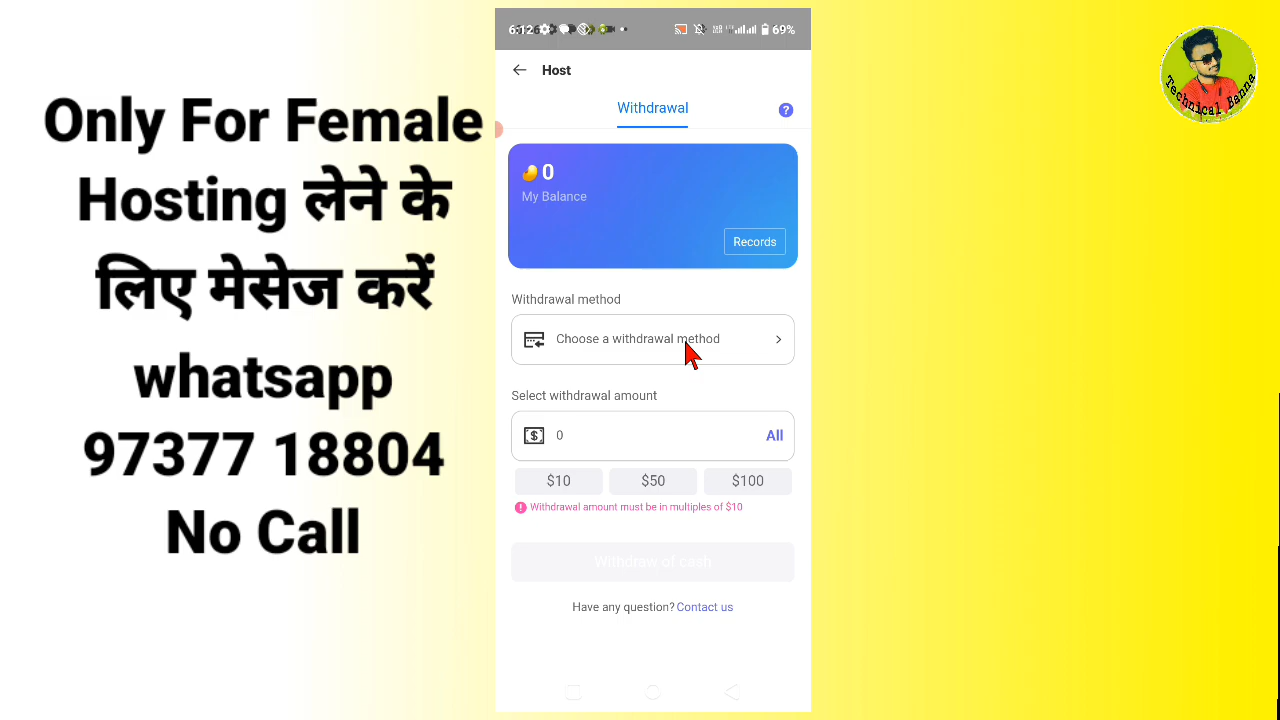 Only For Female
Hosting लेने के
लिए मेसेज करें
whatsapp
97377 18804
No Call
69%
Host
Withdrawal
?
0
My Balance
Records
Withdrawal method
Choose a withdrawal method
Select withdrawal amount
0
All
$10
$50
$100
Withdrawal amount must be in multiples of $10
Withdraw of cash
Have any question? Contact us
Technical Banna